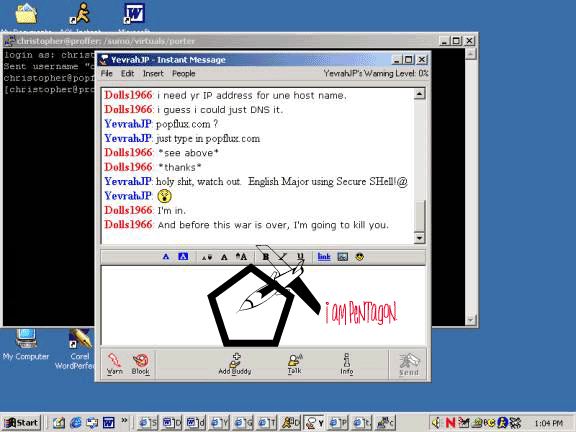 My Documents
AOL Instant
Microsoft
christopher@proffer: /sumo/virtuals/porter
login as: christ
Sent username "c
christopher@popf
[christopher@pro
YevrahJP - Instant Message
File Edit Insert People YevrahJP's Warning Level: 0%
Dolls1966: i need yr IP address for une host name.
Dolls1966: i guess i could just DNS it.
YevrahJP: popflux.com ?
YevrahJP: just type in popflux.com
Dolls1966: *see above*
Dolls1966: *thanks*
YevrahJP: holy shit, watch out. English Major using Secure SHell!@
YevrahJP:
Dolls1966: I'm in.
Dolls1966: And before this war is over, I'm going to kill you.
A A A A A B I U link
i AM PENTAGON
Warn Block Add Buddy Talk Info Send
My Computer
Corel
WordPerfect
Start » S D d Y G T D Y P t. c 1:04 PM